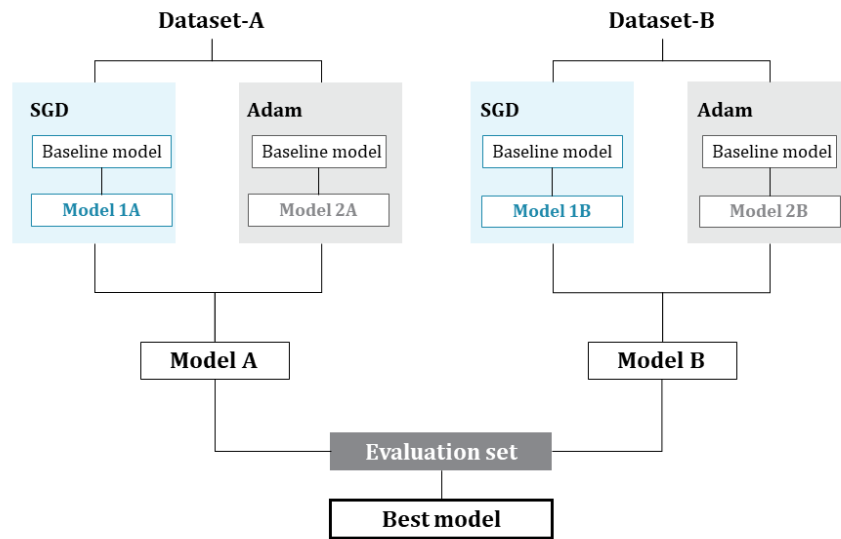 Dataset-A
Dataset-B
SGD
Adam
SGD
Adam
Baseline model
Baseline model
Baseline model
Baseline model
Model 1A
Model 2A
Model 1B
Model 2B
Model A
Model B
Evaluation set
Best model